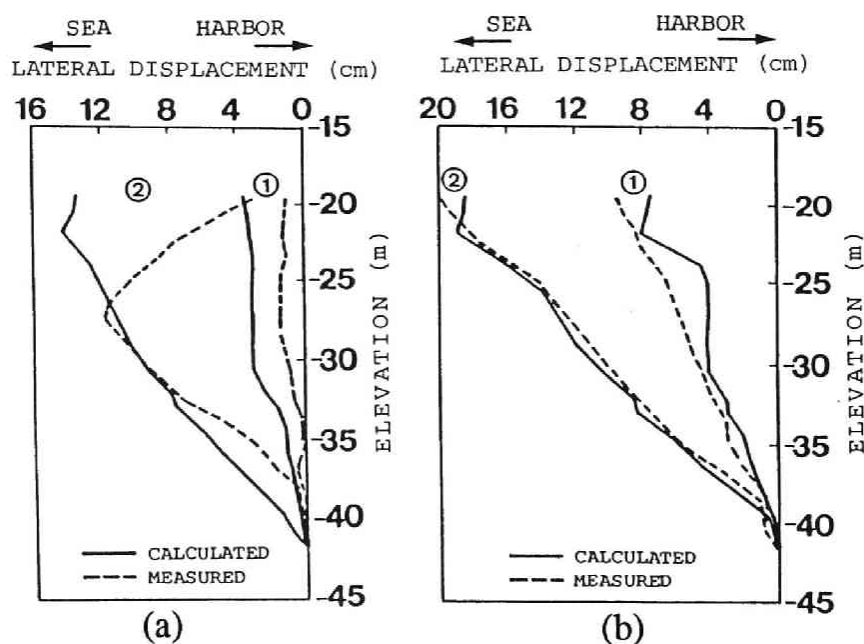 SEA HARBOR
LATERAL DISPLACEMENT (cm)
16 12 8 4 0
-15
② ①
-20
-25
-30
-35
-40
-45
ELEVATION (m)
CALCULATED
MEASURED
(a)
SEA HARBOR
LATERAL DISPLACEMENT (cm)
20 16 12 8 4 0
-15
② ①
-20
-25
-30
-35
-40
-45
ELEVATION (m)
CALCULATED
MEASURED
(b)